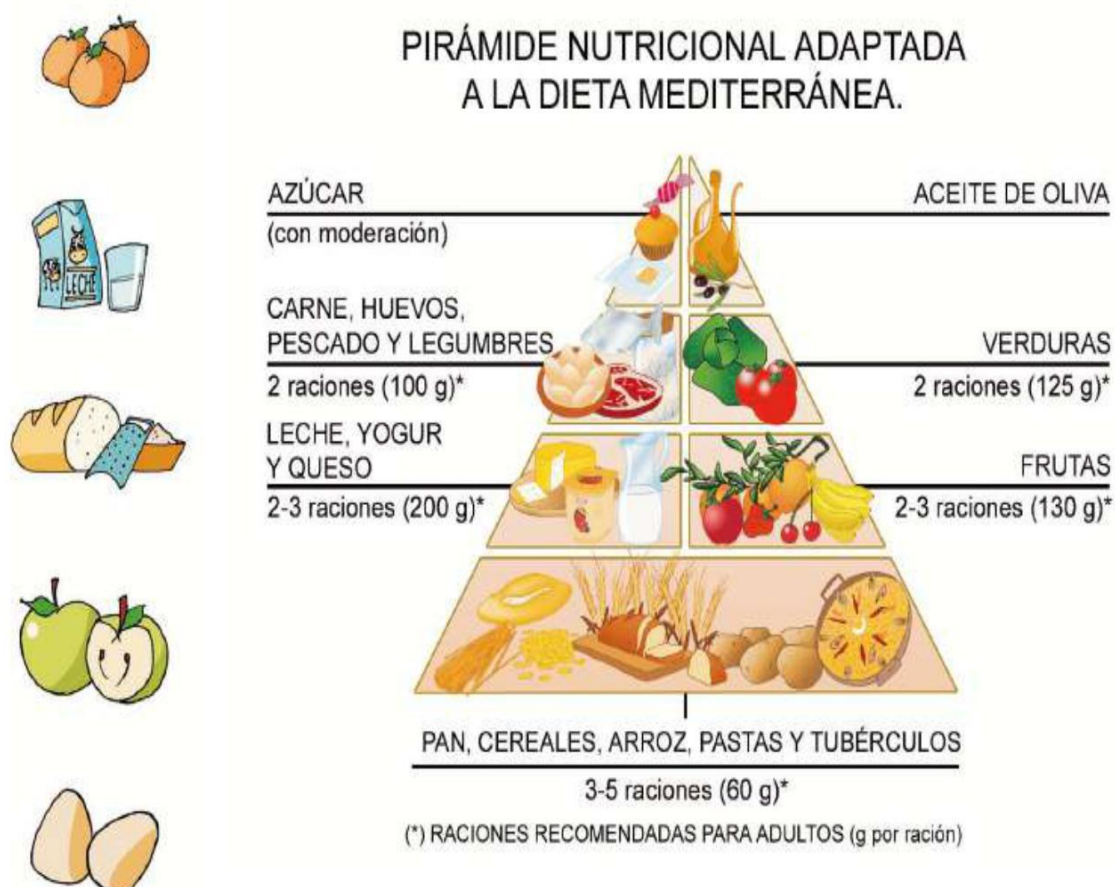 PIRÁMIDE NUTRICIONAL ADAPTADA
A LA DIETA MEDITERRÁNEA.
AZÚCAR
(con moderación)
ACEITE DE OLIVA
CARNE, HUEVOS,
PESCADO Y LEGUMBRES
2 raciones (100 g)*
VERDURAS
2 raciones (125 g)*
LECHE, YOGUR
Y QUESO
2-3 raciones (200 g)*
FRUTAS
2-3 raciones (130 g)*
PAN, CEREALES, ARROZ, PASTAS Y TUBÉRCULOS
3-5 raciones (60 g)*
(*) RACIONES RECOMENDADAS PARA ADULTOS (g por ración)
LECHE